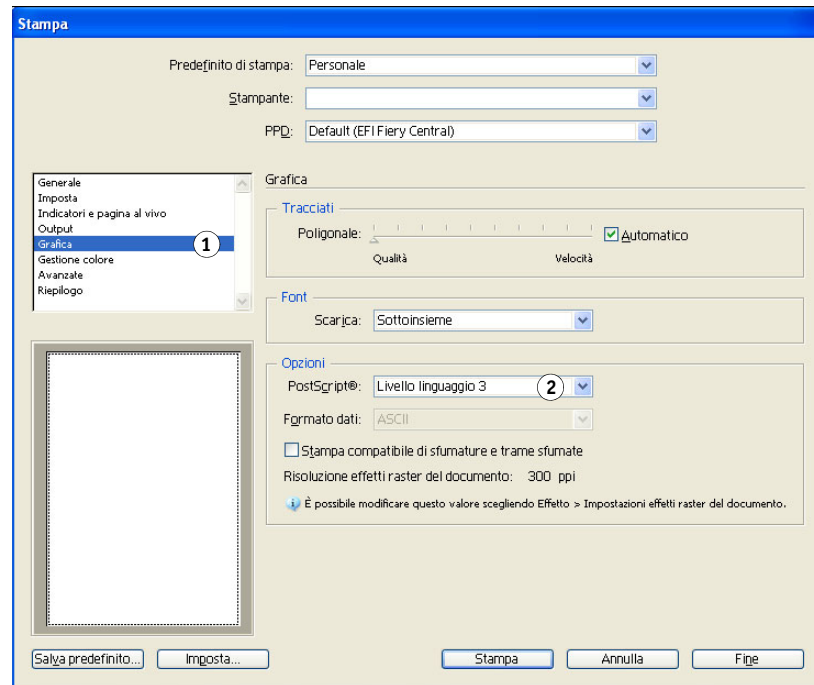 Stampa
Predefinito di stampa: Personale
Stampante:
PPD: Default (EFI Fiery Central)
Generale
Imposta
Indicatori e pagina al vivo
Output
Grafica 1
Gestione colore
Avanzate
Riepilogo
Grafica
Tracciati
Poligonale: Automatico
Qualità Velocità
Font
Scarica: Sottoinsieme
Opzioni
PostScript®: Livello linguaggio 3 2
Formato dati: ASCII
Stampa compatibile di sfumature e trame sfumate
Risoluzione effetti raster del documento: 300 ppi
È possibile modificare questo valore scegliendo Effetto > Impostazioni effetti raster del documento.
Salva predefinito... Imposta... Stampa Annulla Fine